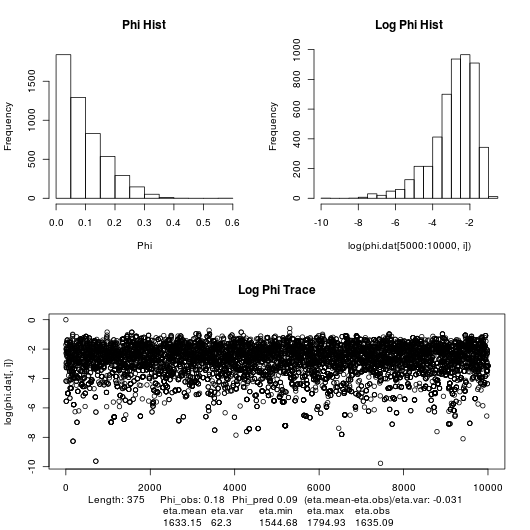 Phi Hist
Log Phi Hist
Frequency
0 500 1000 1500
0.0 0.1 0.2 0.3 0.4 0.5 0.6
Phi
Frequency
0 200 400 600 800 1000
-10 -8 -6 -4 -2
log(phi.dat[5000:10000, i])
Log Phi Trace
log(phi.dat[, i])
0 -2 -4 -6 -8 -10
0 2000 4000 6000 8000 10000
Length: 375 Phi_obs: 0.18 Phi_pred 0.09 (eta.mean-eta.obs)/eta.var: -0.031
eta.mean eta.var eta.min eta.max eta.obs
1633.15 62.3 1544.68 1794.93 1635.09